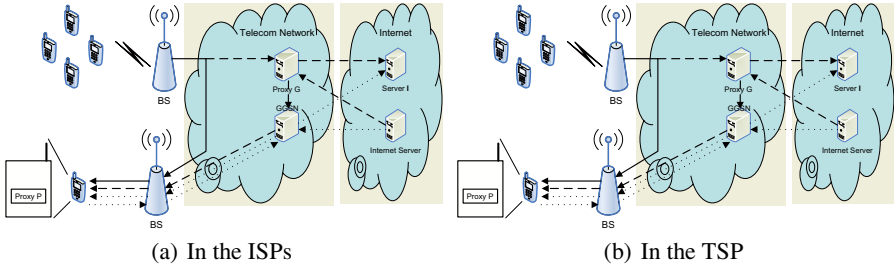 Telecom Network
Internet
BS
Proxy G
Server I
GGSN
Internet Server
Proxy P
BS
(a) In the ISPs
Telecom Network
Internet
BS
Proxy G
Server I
GGSN
Internet Server
Proxy P
BS
(b) In the TSP